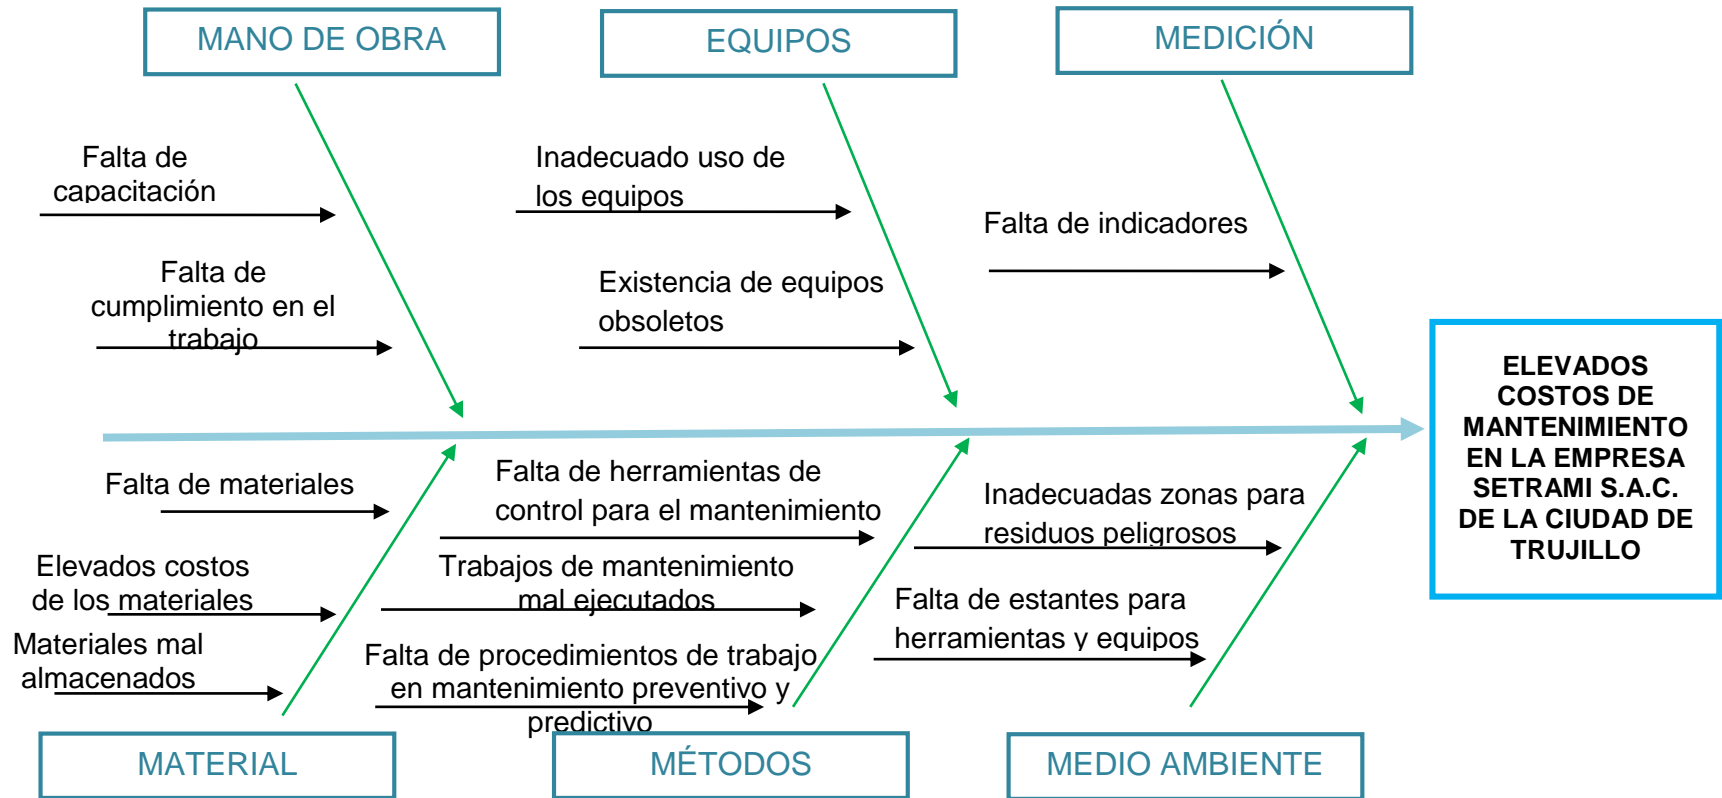 MANO DE OBRA
EQUIPOS
MEDICIÓN
Falta de
capacitación
Inadecuado uso de
los equipos
Falta de indicadores
Falta de
cumplimiento en el
trabajo
Existencia de equipos
obsoletos
ELEVADOS
COSTOS DE
MANTENIMIENTO
EN LA EMPRESA
SETRAMI S.A.C.
DE LA CIUDAD DE
TRUJILLO
Falta de materiales
Falta de herramientas de
control para el mantenimiento
Inadecuadas zonas para
residuos peligrosos
Elevados costos
de los materiales
Trabajos de mantenimiento
mal ejecutados
Falta de estantes para
herramientas y equipos
Materiales mal
almacenados
Falta de procedimientos de trabajo
en mantenimiento preventivo y
predictivo
MATERIAL
MÉTODOS
MEDIO AMBIENTE